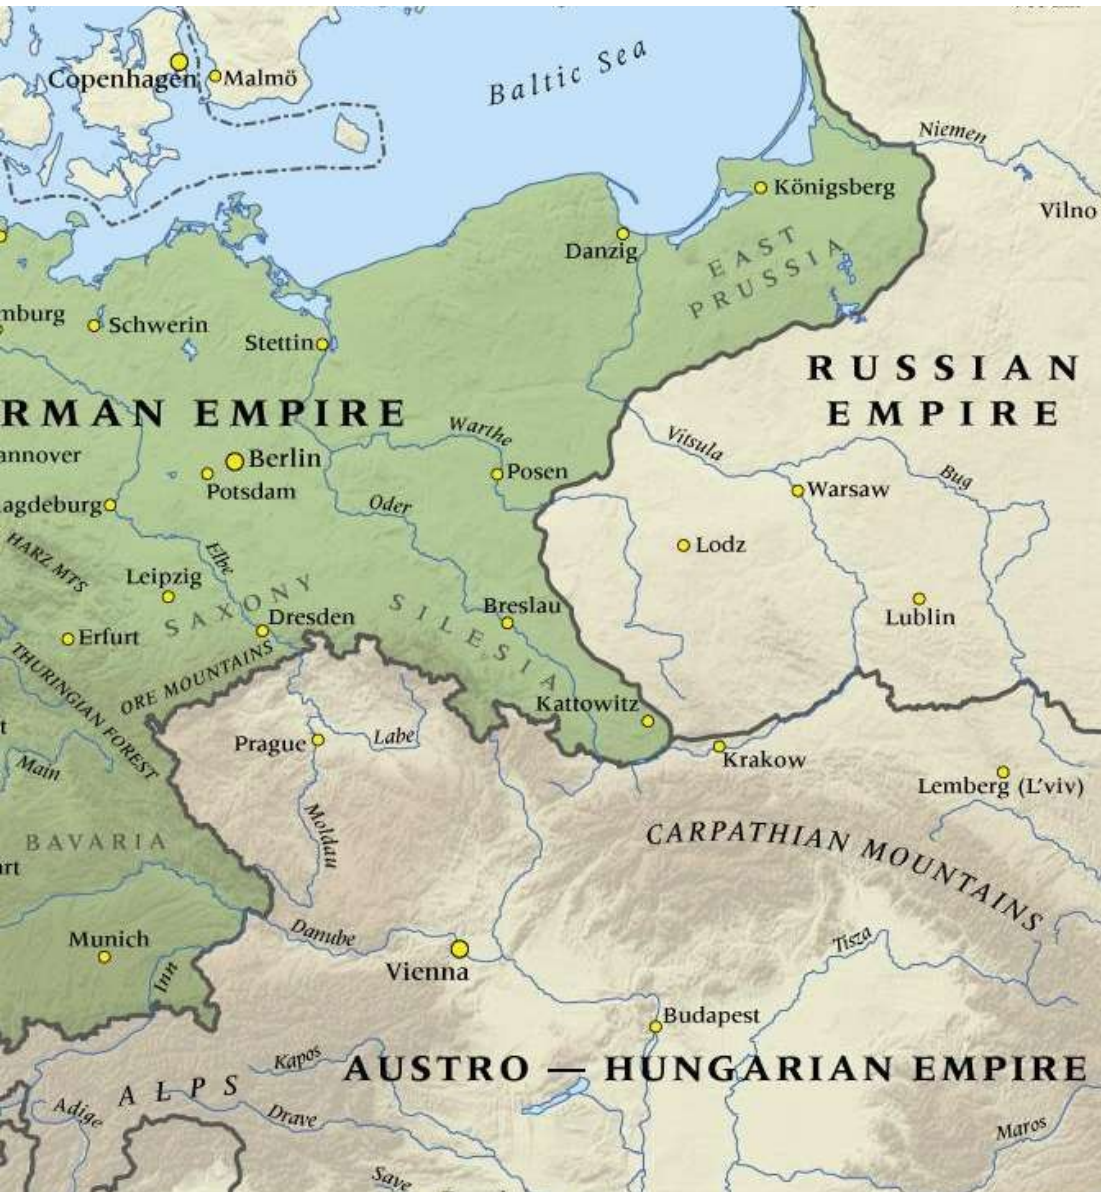 Copenhagen
Malmö
Baltic Sea
Niemen
Königsberg
Vilno
Danzig
EAST
PRUSSIA
mburg
Schwerin
Stettin
RUSSIAN
EMPIRE
RMAN EMPIRE
Warthe
Vitsula
annover
Berlin
Posen
Potsdam
Warsaw
Bug
agdeburg
Oder
HARZ MTS
Elbe
Lodz
Leipzig
SAXONY
SILESIA
Breslau
Lublin
Dresden
Erfurt
ORE MOUNTAINS
THURINGIAN FOREST
Kattowitz
t
Prague
Labe
Krakow
Main
Lemberg (L'viv)
Moldau
CARPATHIAN MOUNTAINS
BAVARIA
art
Munich
Danube
Tisza
Vienna
Inn
Budapest
Kapos
AUSTRO — HUNGARIAN EMPIRE
ALPS
Adige
Drave
Maros
Save